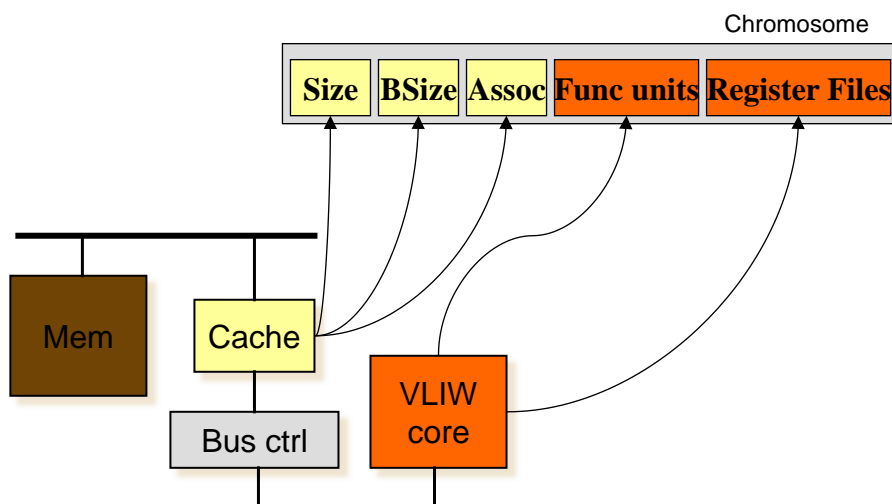 Chromosome
Size BSize Assoc Func units Register Files
Mem
Cache
VLIW
core
Bus ctrl